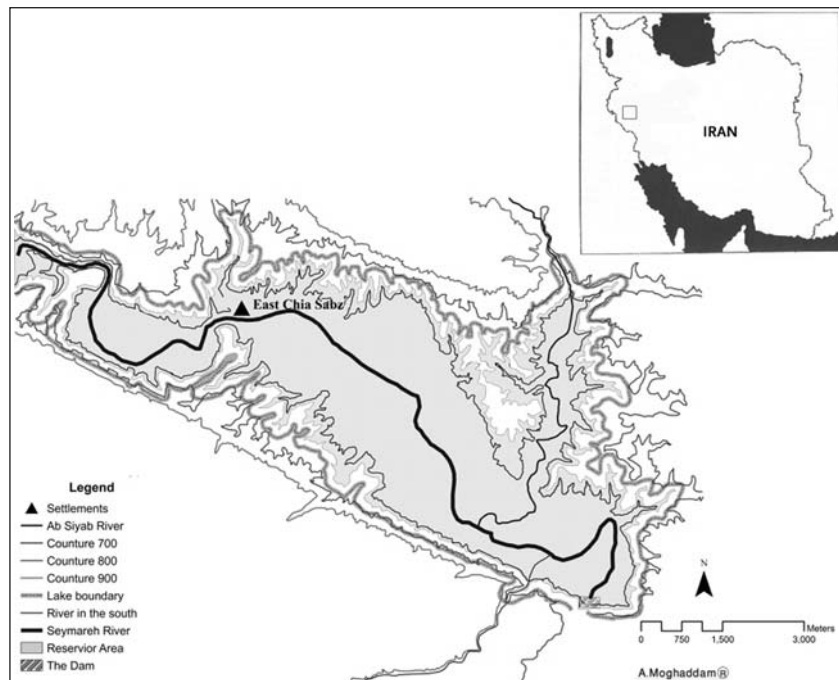 IRAN
East Chia Sabz
Legend
Settlements
Ab Siyab River
Counture 700
Counture 800
Counture 900
Lake boundary
River in the south
Seymareh River
Reservior Area
The Dam
N
Meters
0 750 1,500 3,000
A.Moghaddam®